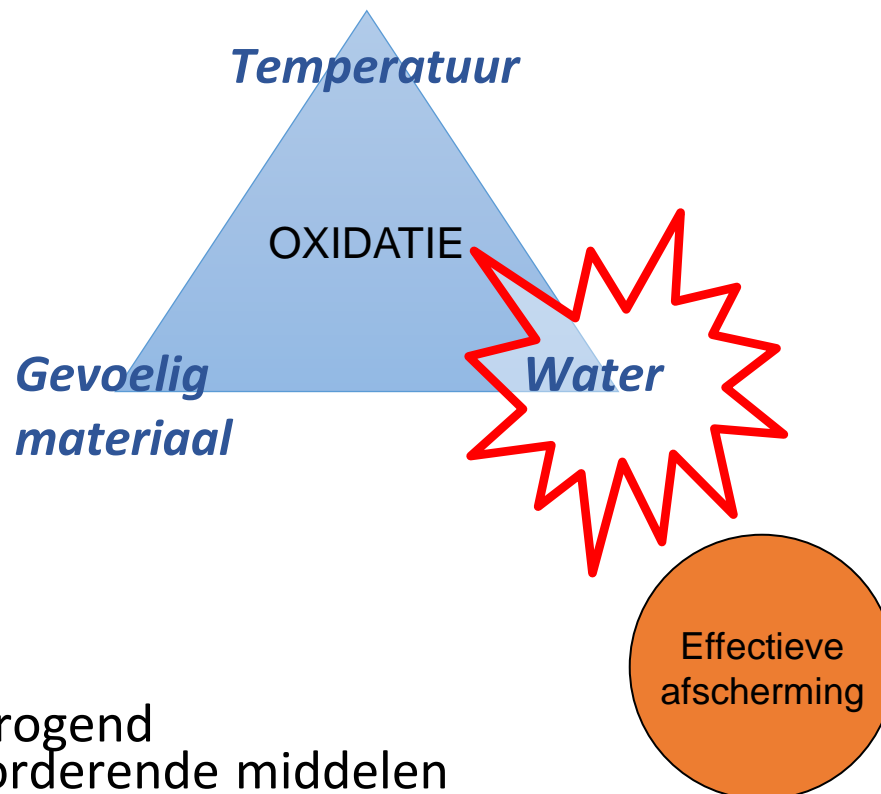 Temperatuur
OXIDATIE
Gevoelig
materiaal
Water
Effectieve
afscherming
rogend
orderende middelen